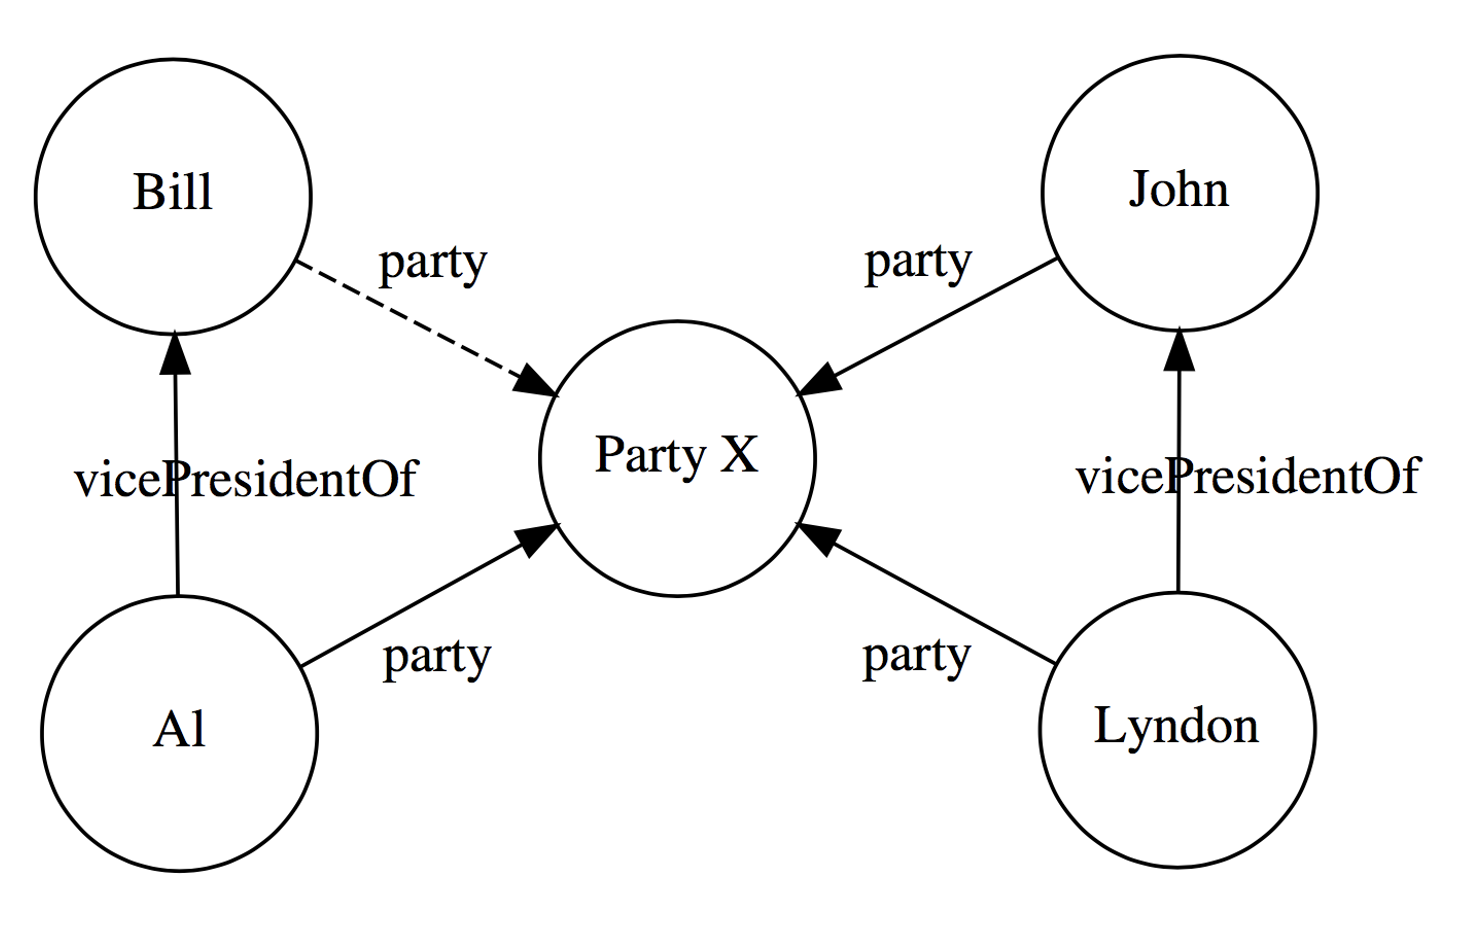 Bill
John
party
party
Party X
vicePresidentOf
vicePresidentOf
party
party
Al
Lyndon